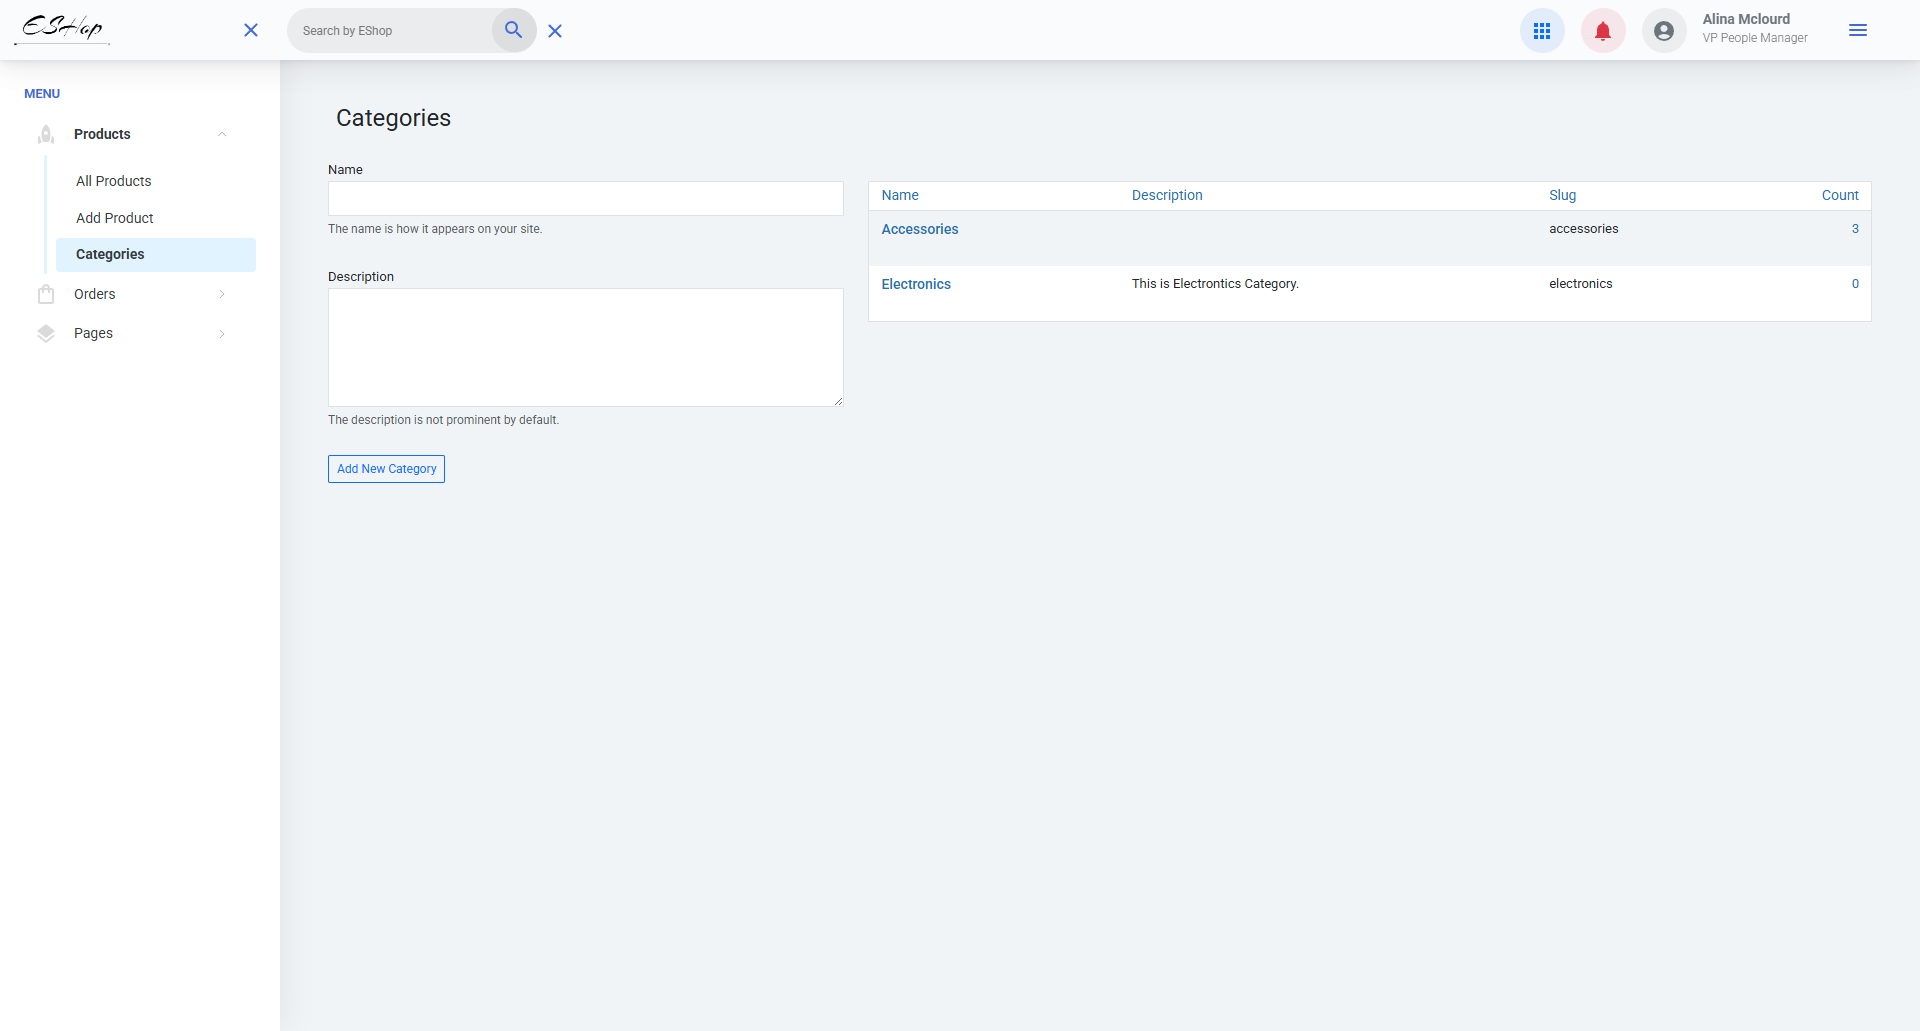 EShop
Search by EShop
Alina Mclourd
VP People Manager
MENU
Products
All Products
Add Product
Categories
Orders
Pages
Categories
Name
The name is how it appears on your site.
Description
The description is not prominent by default.
Add New Category
Name Description Slug Count
Accessories accessories 3
Electronics This is Electrontics Category. electronics 0